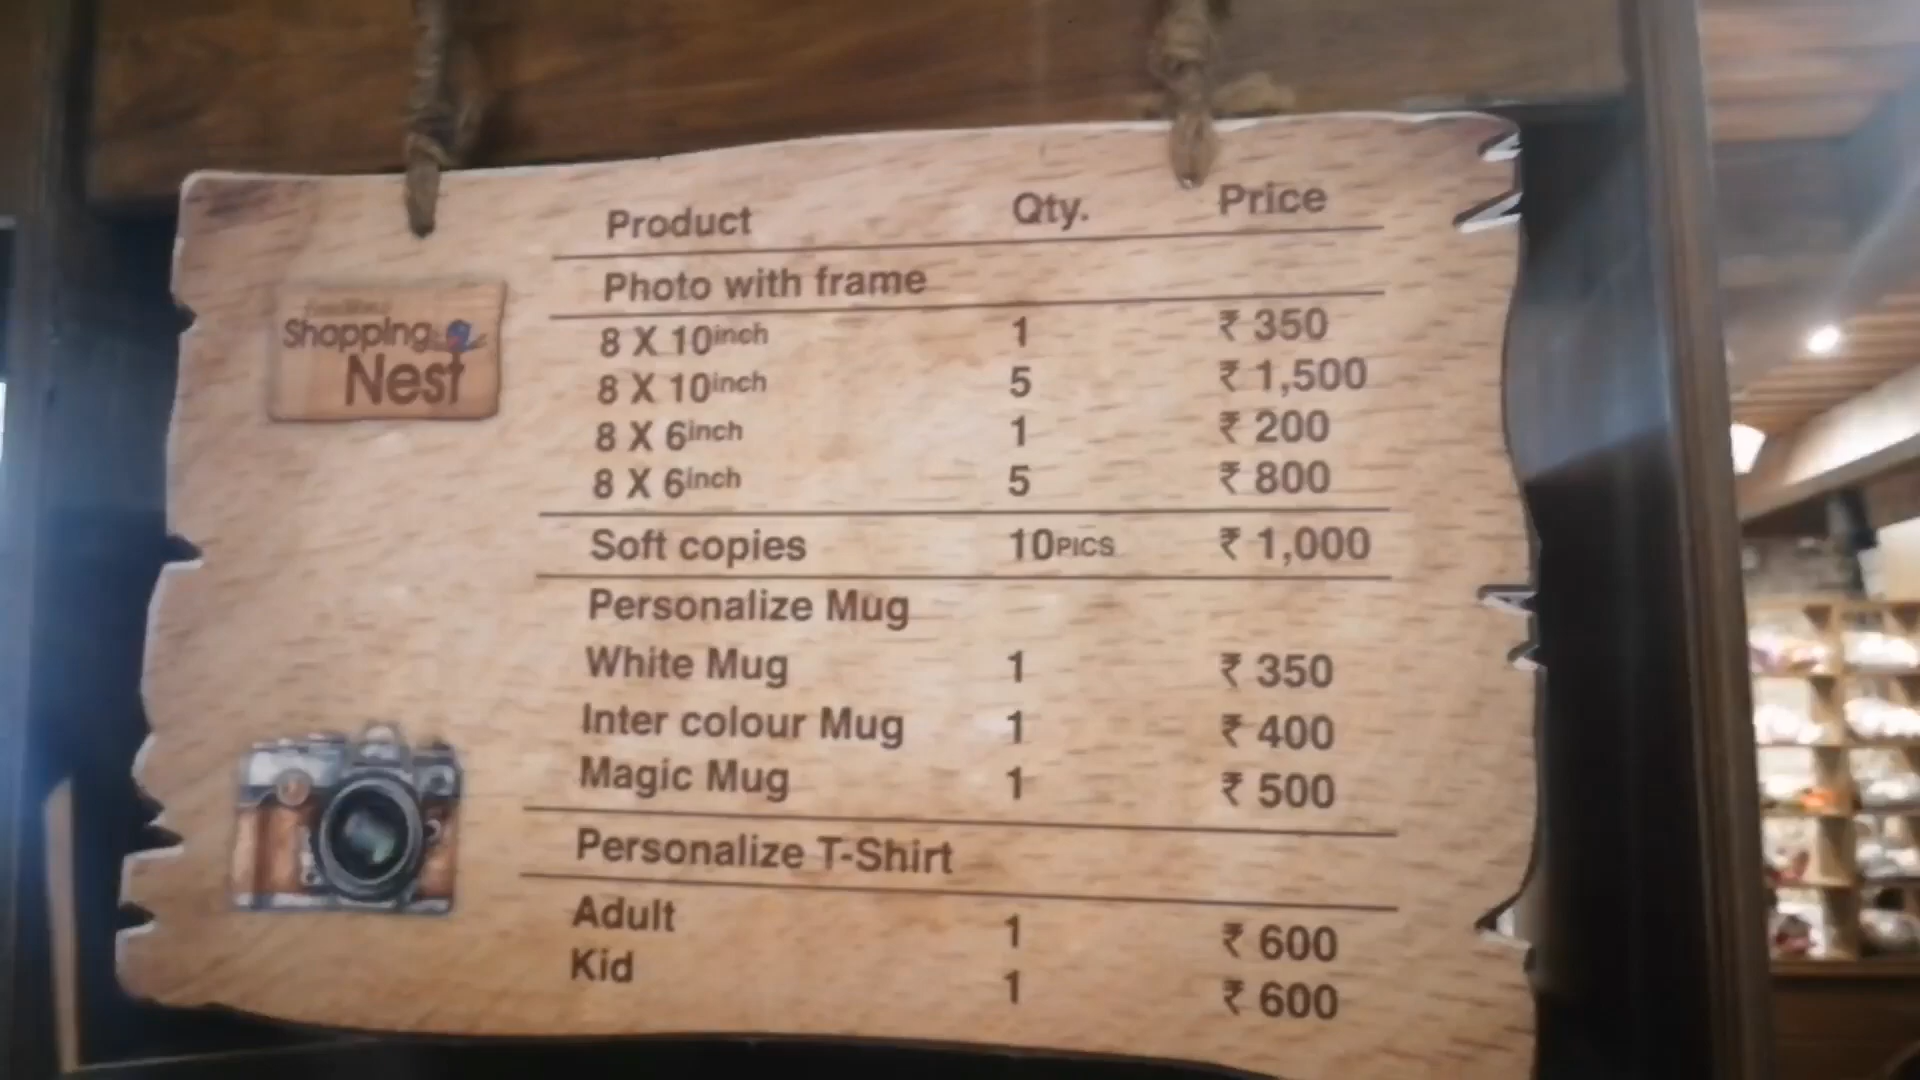 Shopping
Nest
Product Qty. Price
Photo with frame
8 X 10inch 1 ₹ 350
8 X 10inch 5 ₹ 1,500
8 X 6inch 1 ₹ 200
8 X 6inch 5 ₹ 800
Soft copies 10PICS ₹ 1,000
Personalize Mug
White Mug 1 ₹ 350
Inter colour Mug 1 ₹ 400
Magic Mug 1 ₹ 500
Personalize T-Shirt
Adult 1 ₹ 600
Kid 1 ₹ 600